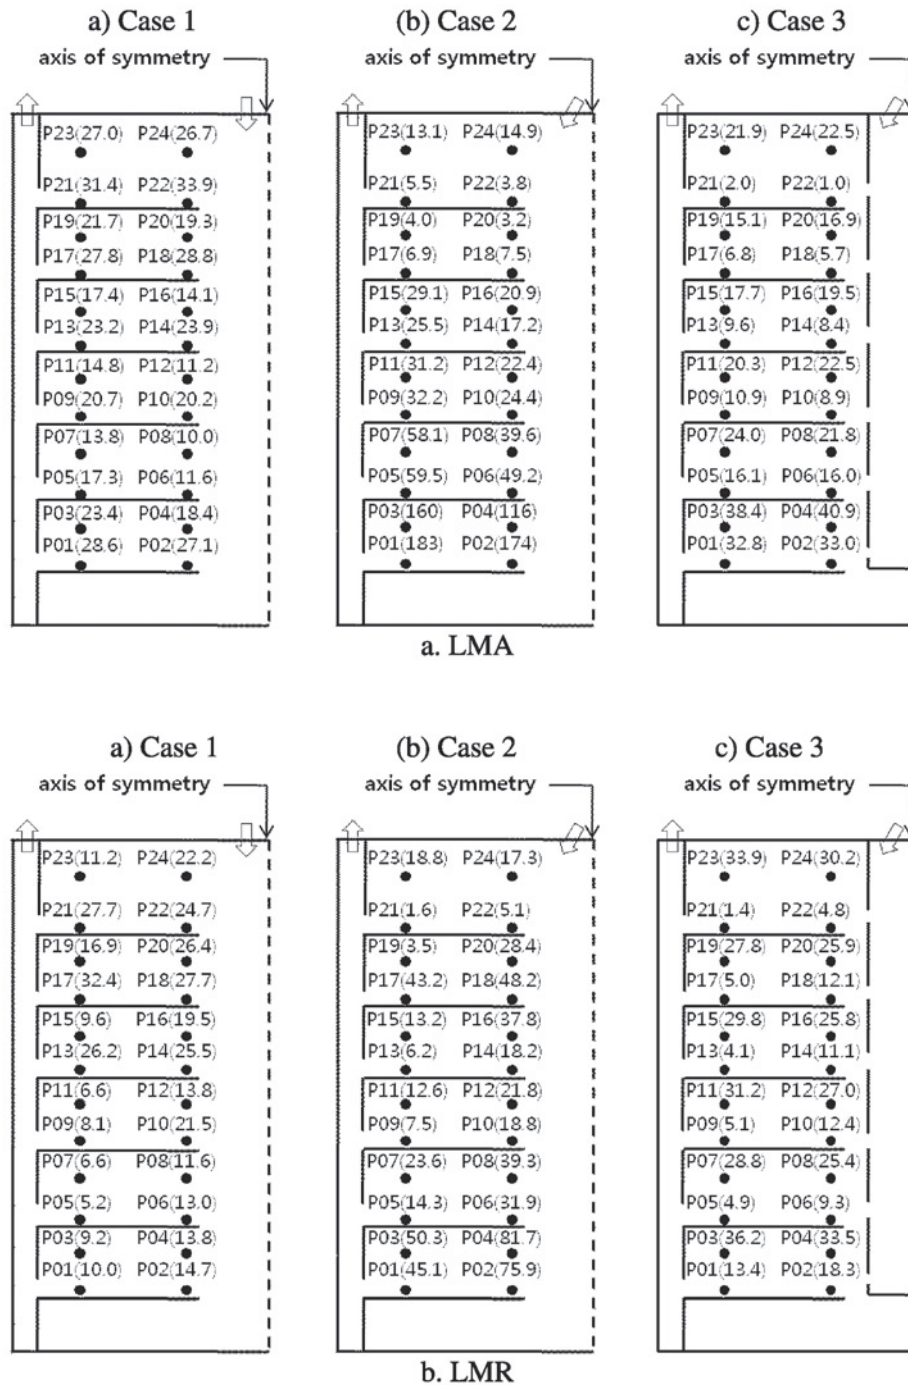 a) Case 1 (b) Case 2 c) Case 3
axis of symmetry axis of symmetry axis of symmetry
P23(27.0) P24(26.7) P23(13.1) P24(14.9) P23(21.9) P24(22.5)
P21(31.4) P22(33.9) P21(5.5) P22(3.8) P21(2.0) P22(1.0)
P19(21.7) P20(19.3) P19(4.0) P20(3.2) P19(15.1) P20(16.9)
P17(27.8) P18(28.8) P17(6.9) P18(7.5) P17(6.8) P18(5.7)
P15(17.4) P16(14.1) P15(29.1) P16(20.9) P15(17.7) P16(19.5)
P13(23.2) P14(23.9) P13(25.5) P14(17.2) P13(9.6) P14(8.4)
P11(14.8) P12(11.2) P11(31.2) P12(22.4) P11(20.3) P12(22.5)
P09(20.7) P10(20.2) P09(32.2) P10(24.4) P09(10.9) P10(8.9)
P07(13.8) P08(10.0) P07(58.1) P08(39.6) P07(24.0) P08(21.8)
P05(17.3) P06(11.6) P05(59.5) P06(49.2) P05(16.1) P06(16.0)
P03(23.4) P04(18.4) P03(160) P04(116) P03(38.4) P04(40.9)
P01(28.6) P02(27.1) P01(183) P02(174) P01(32.8) P02(33.0)
a. LMA
a) Case 1 (b) Case 2 c) Case 3
axis of symmetry axis of symmetry axis of symmetry
P23(11.2) P24(22.2) P23(18.8) P24(17.3) P23(33.9) P24(30.2)
P21(27.7) P22(24.7) P21(1.6) P22(5.1) P21(1.4) P22(4.8)
P19(16.9) P20(26.4) P19(3.5) P20(28.4) P19(27.8) P20(25.9)
P17(32.4) P18(27.7) P17(43.2) P18(48.2) P17(5.0) P18(12.1)
P15(9.6) P16(19.5) P15(13.2) P16(37.8) P15(29.8) P16(25.8)
P13(26.2) P14(25.5) P13(6.2) P14(18.2) P13(4.1) P14(11.1)
P11(6.6) P12(13.8) P11(12.6) P12(21.8) P11(31.2) P12(27.0)
P09(8.1) P10(21.5) P09(7.5) P10(18.8) P09(5.1) P10(12.4)
P07(6.6) P08(11.6) P07(23.6) P08(39.3) P07(28.8) P08(25.4)
P05(5.2) P06(13.0) P05(14.3) P06(31.9) P05(4.9) P06(9.3)
P03(9.2) P04(13.8) P03(50.3) P04(81.7) P03(36.2) P04(33.5)
P01(10.0) P02(14.7) P01(45.1) P02(75.9) P01(13.4) P02(18.3)
b. LMR